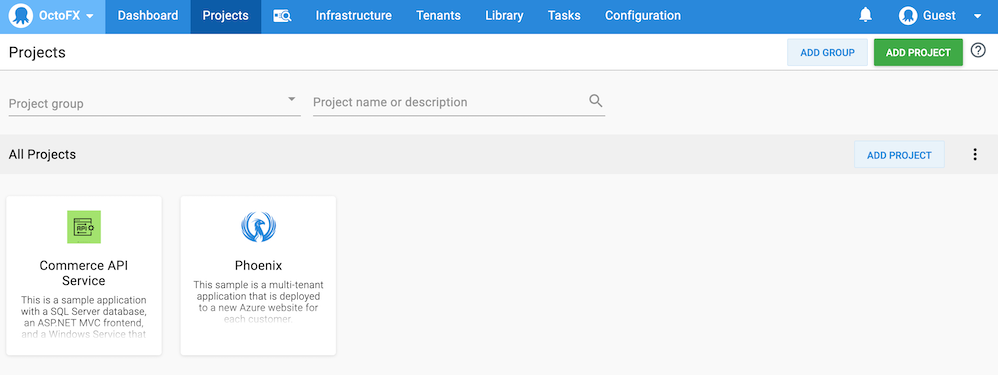 OctoFX Dashboard Projects Infrastructure Tenants Library Tasks Configuration Guest
Projects ADD GROUP ADD PROJECT ?
Project group Project name or description
All Projects ADD PROJECT
API
Commerce API
Service
This is a sample application
with a SQL Server database,
an ASP.NET MVC frontend,
and a Windows Service that
Phoenix
This sample is a multi-tenant
application that is deployed
to a new Azure website for
each customer.